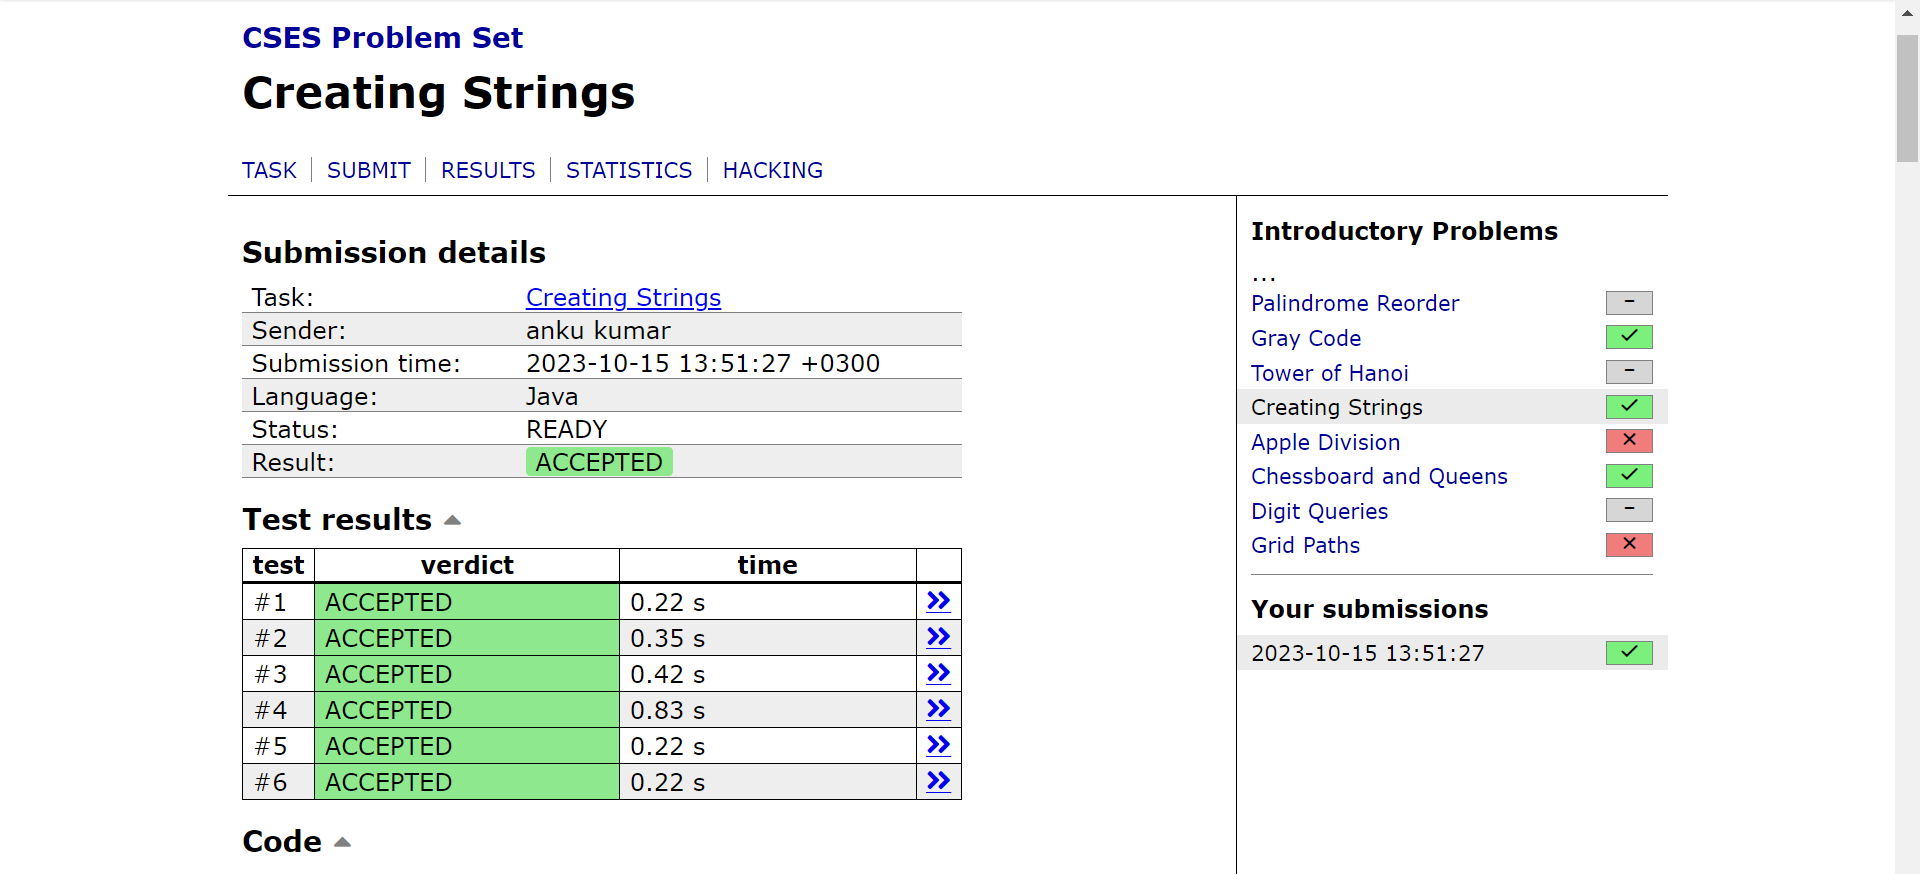 CSES Problem Set
Creating Strings
TASK | SUBMIT | RESULTS | STATISTICS | HACKING
Submission details
Task: Creating Strings
Sender: anku kumar
Submission time: 2023-10-15 13:51:27 +0300
Language: Java
Status: READY
Result: ACCEPTED
Test results
test verdict time
#1 ACCEPTED 0.22 s
#2 ACCEPTED 0.35 s
#3 ACCEPTED 0.42 s
#4 ACCEPTED 0.83 s
#5 ACCEPTED 0.22 s
#6 ACCEPTED 0.22 s
Code
Introductory Problems
...
Palindrome Reorder –
Gray Code ✓
Tower of Hanoi –
Creating Strings ✓
Apple Division ✕
Chessboard and Queens ✓
Digit Queries –
Grid Paths ✕
Your submissions
2023-10-15 13:51:27 ✓